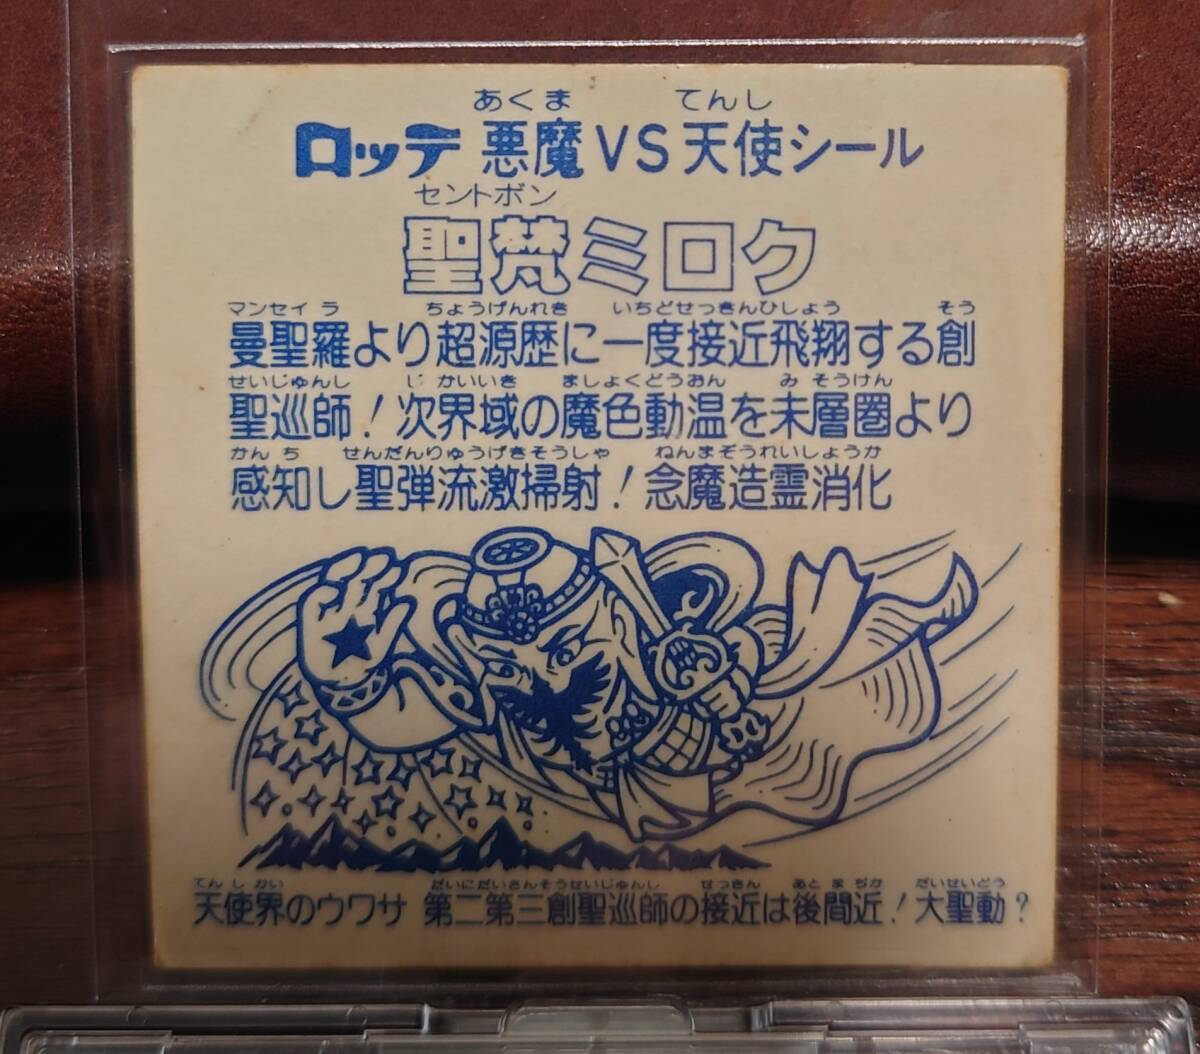 あくま てんし
ロッテ 悪魔VS天使シール
セントボン
聖梵ミロク
マンセイラ ちょうげんれき いちどせっきんひしょう そう
曼聖羅より超源歴に一度接近飛翔する創
せいじゅんし じかいいき ましょくどうおん みそうけん
聖巡師!次界域の魔色動温を未層圏より
かんち せんだんりゅうげきそうしゃ ねんまぞうれいしょうか
感知し聖弾流激掃射!念魔造霊消化
てんしかい だいにだいさんそうせいじゅんし せっきん あとまぢか だいせいどう
天使界のウワサ 第二第三創聖巡師の接近は後間近!大聖動?